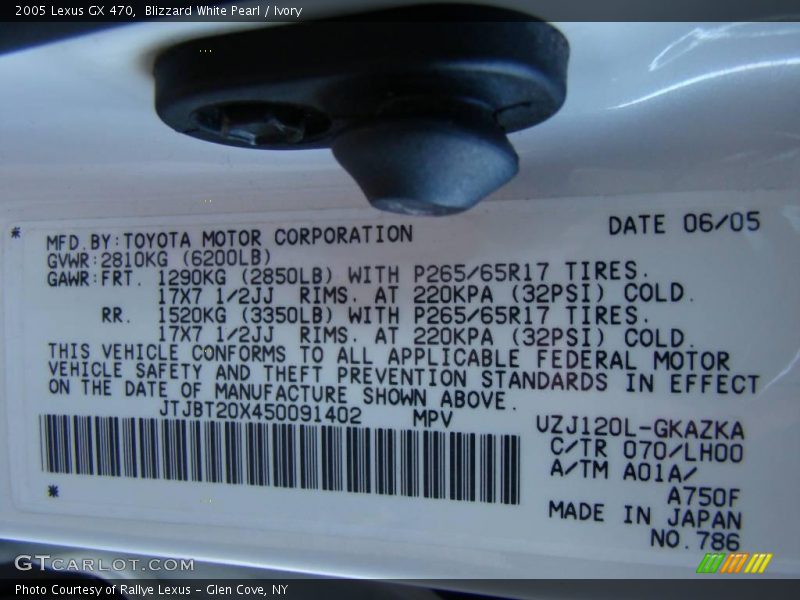 2005 Lexus GX 470, Blizzard White Pearl / Ivory
* MFD.BY:TOYOTA MOTOR CORPORATION DATE 06/05
GVWR:2810KG (6200LB)
GAWR:FRT. 1290KG (2850LB) WITH P265/65R17 TIRES.
17X7 1/2JJ RIMS. AT 220KPA (32PSI) COLD.
RR. 1520KG (3350LB) WITH P265/65R17 TIRES.
17X7 1/2JJ RIMS. AT 220KPA (32PSI) COLD.
THIS VEHICLE CONFORMS TO ALL APPLICABLE FEDERAL MOTOR
VEHICLE SAFETY AND THEFT PREVENTION STANDARDS IN EFFECT
ON THE DATE OF MANUFACTURE SHOWN ABOVE.
JTJBT20X450091402 MPV
UZJ120L-GKAZKA
C/TR 070/LH00
A/TM A01A/
A750F
*
MADE IN JAPAN
NO.786
GTCARLOT.COM
Photo Courtesy of Rallye Lexus - Glen Cove, NY